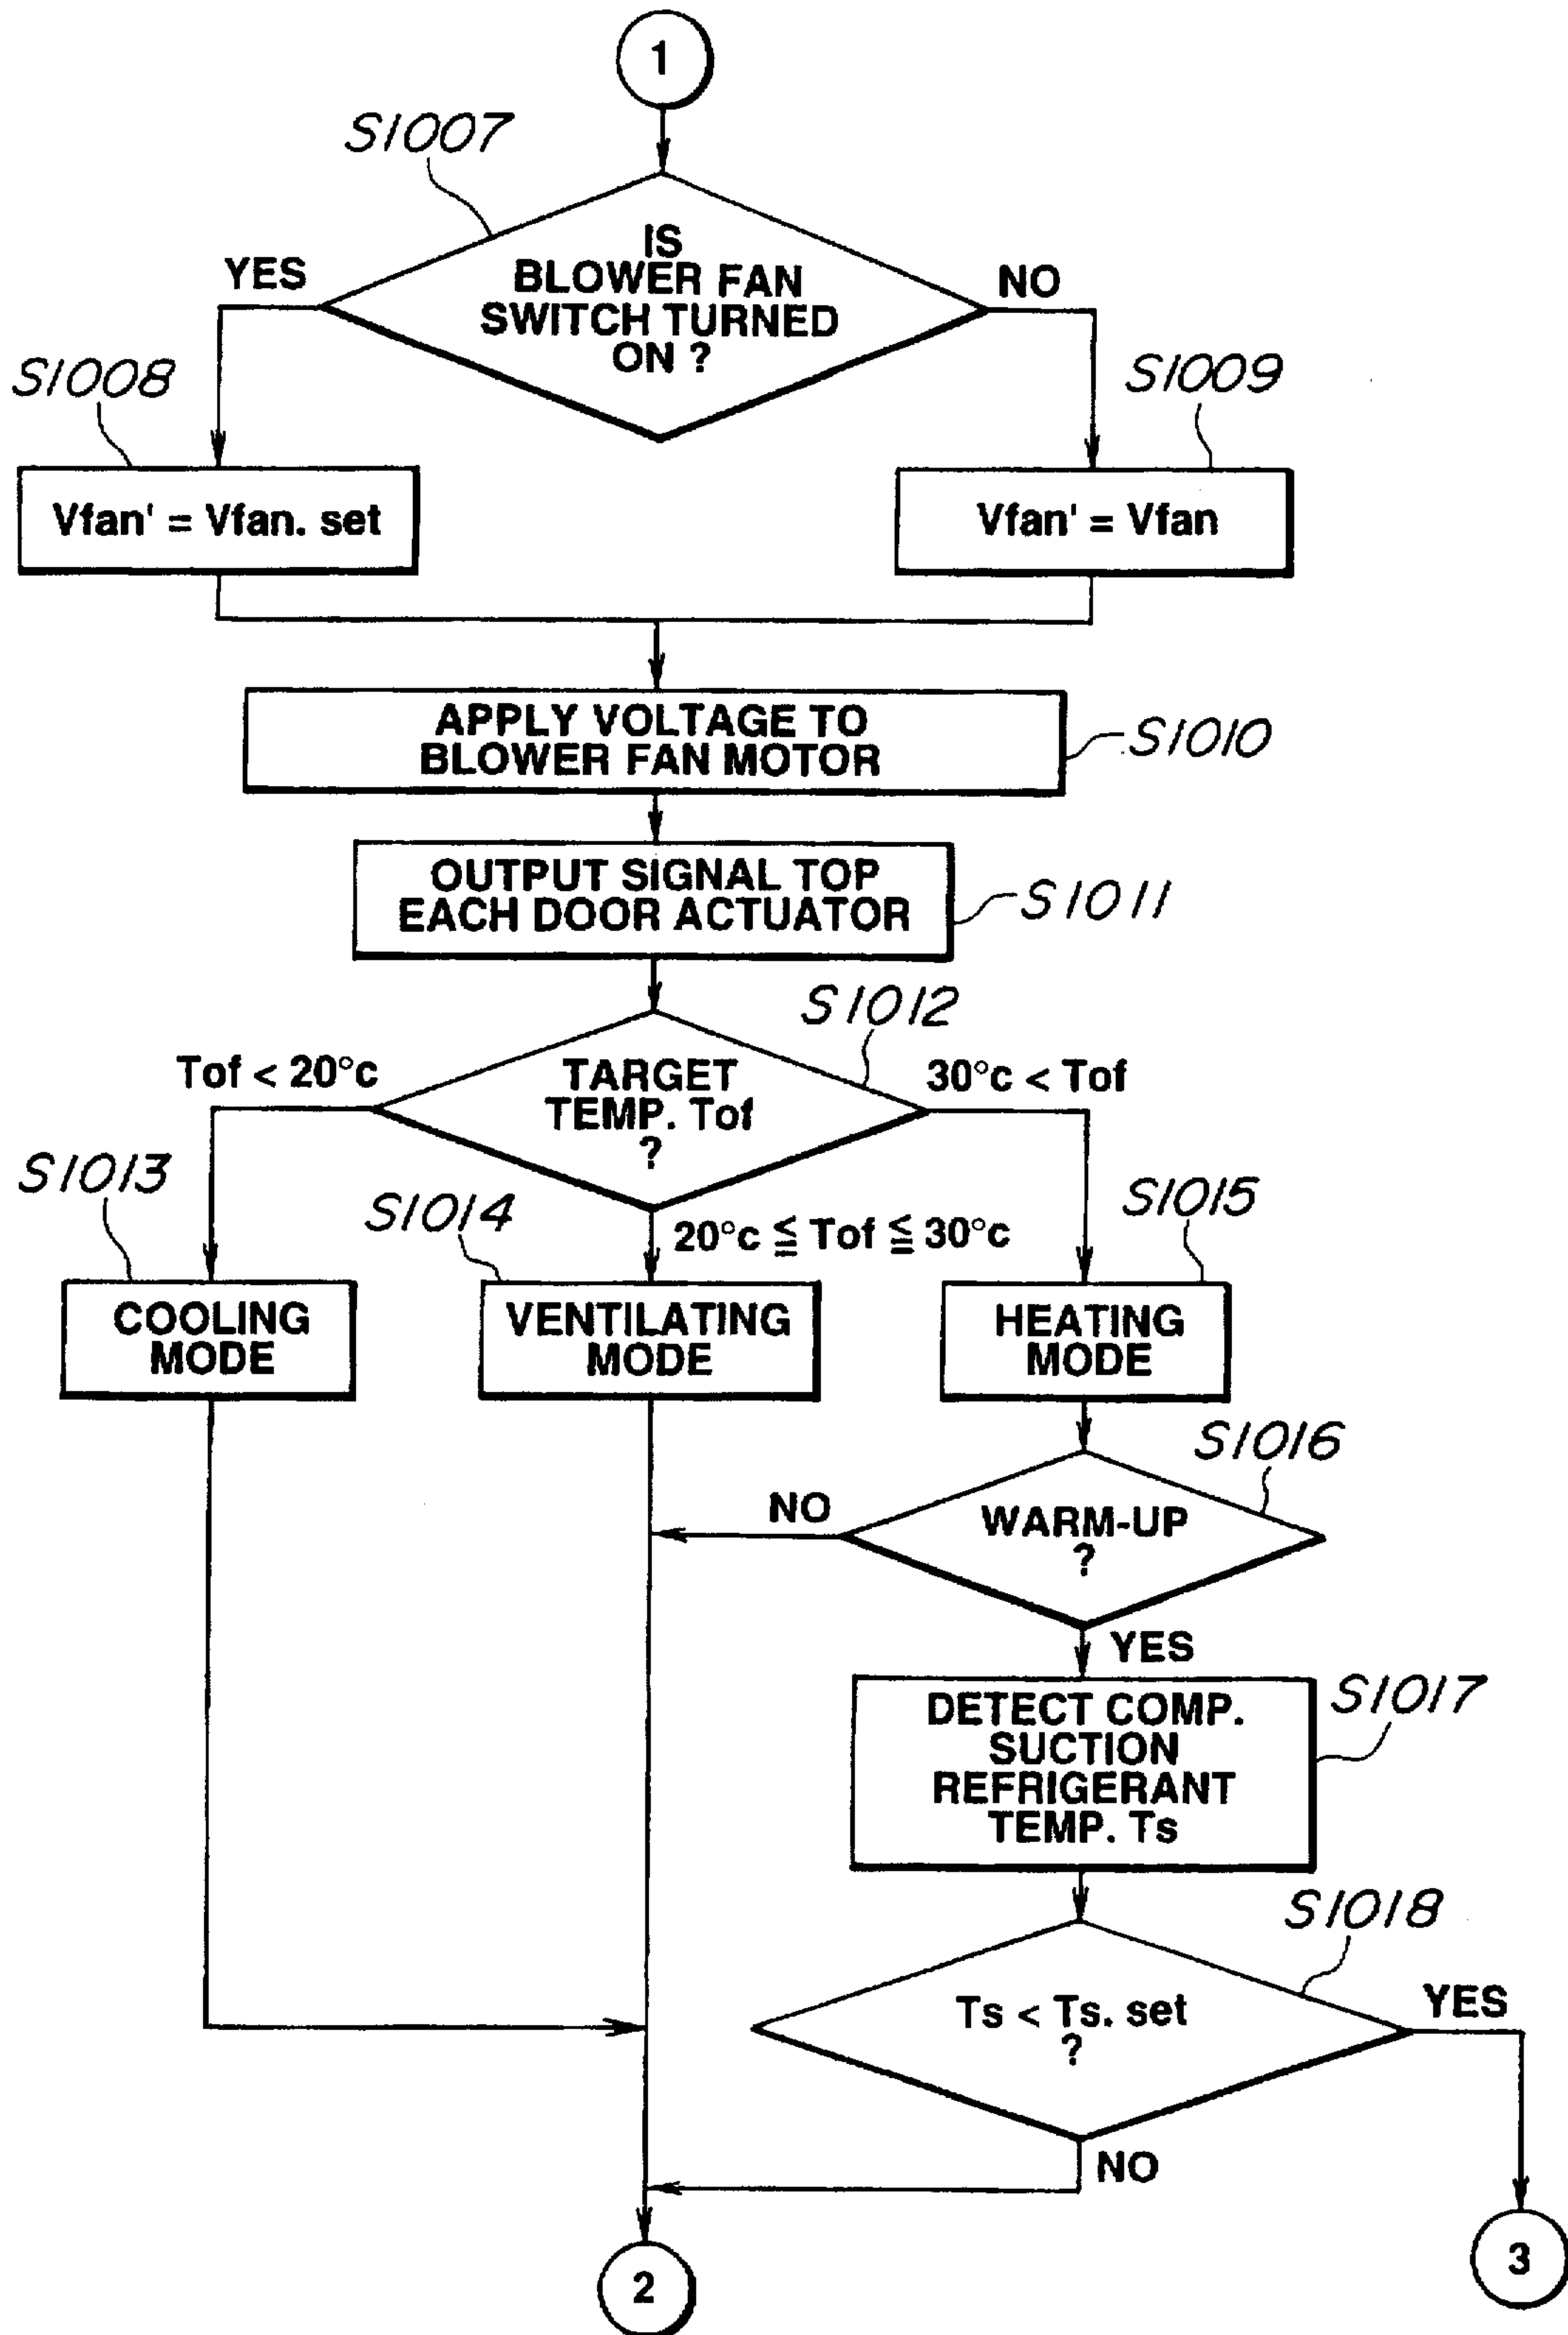 1
S1007
IS
BLOWER FAN
SWITCH TURNED
ON ?
YES
NO
S1008
S1009
Vfan' = Vfan. set
Vfan' = Vfan
APPLY VOLTAGE TO
BLOWER FAN MOTOR
S1010
OUTPUT SIGNAL TOP
EACH DOOR ACTUATOR
S1011
S1012
Tof < 20°c
TARGET
TEMP. Tof
?
30°c < Tof
S1013
S1014
20°c ≦ Tof ≦ 30°c
S1015
COOLING
MODE
VENTILATING
MODE
HEATING
MODE
S1016
NO
WARM-UP
?
YES
DETECT COMP.
SUCTION
REFRIGERANT
TEMP. Ts
S1017
S1018
Ts < Ts. set
?
YES
NO
2
3